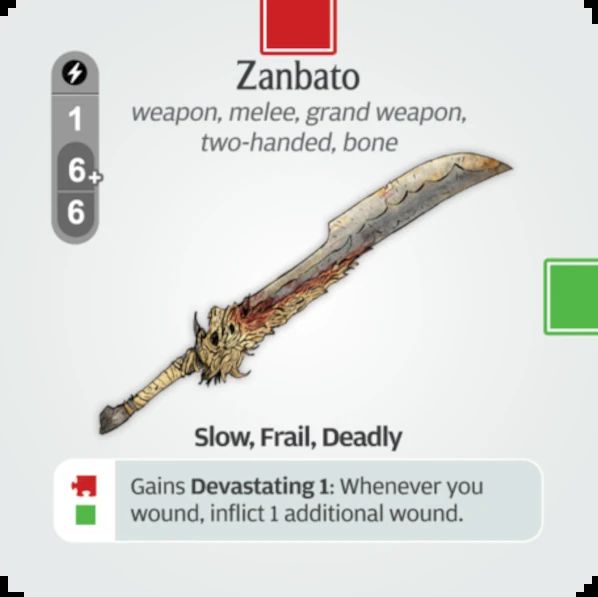 Zanbato
weapon, melee, grand weapon,
two-handed, bone
1
6+
6
Slow, Frail, Deadly
Gains Devastating 1: Whenever you
wound, inflict 1 additional wound.